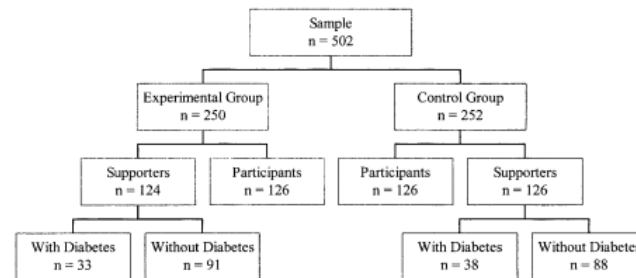 Sample
n = 502
Experimental Group
n = 250
Control Group
n = 252
Supporters
n = 124
Participants
n = 126
Participants
n = 126
Supporters
n = 126
With Diabetes
n = 33
Without Diabetes
n = 91
With Diabetes
n = 38
Without Diabetes
n = 88